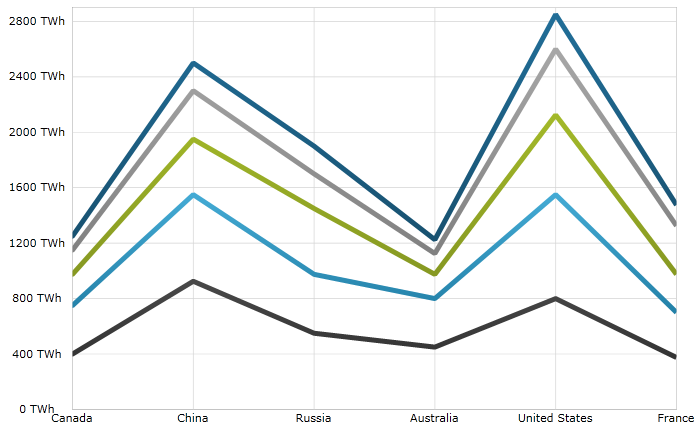 2800 TWh
2400 TWh
2000 TWh
1600 TWh
1200 TWh
800 TWh
400 TWh
0 TWh
Canada China Russia Australia United States France